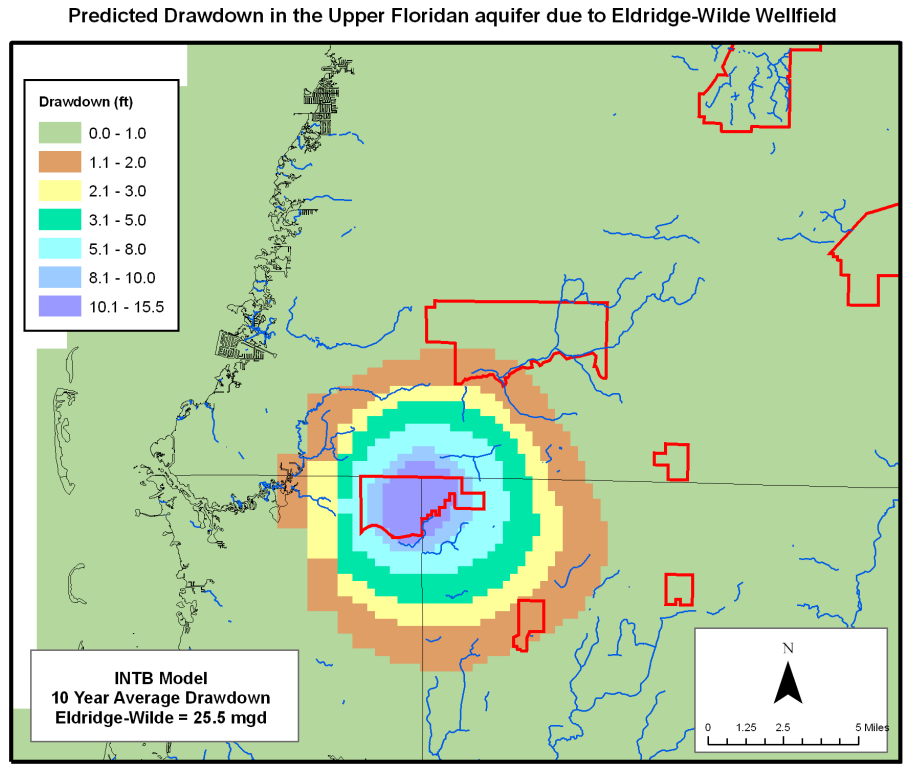 Predicted Drawdown in the Upper Floridan aquifer due to Eldridge-Wilde Wellfield
Drawdown (ft)
0.0 - 1.0
1.1 - 2.0
2.1 - 3.0
3.1 - 5.0
5.1 - 8.0
8.1 - 10.0
10.1 - 15.5
INTB Model
10 Year Average Drawdown
Eldridge-Wilde = 25.5 mgd
N
0 1.25 2.5 5 Miles